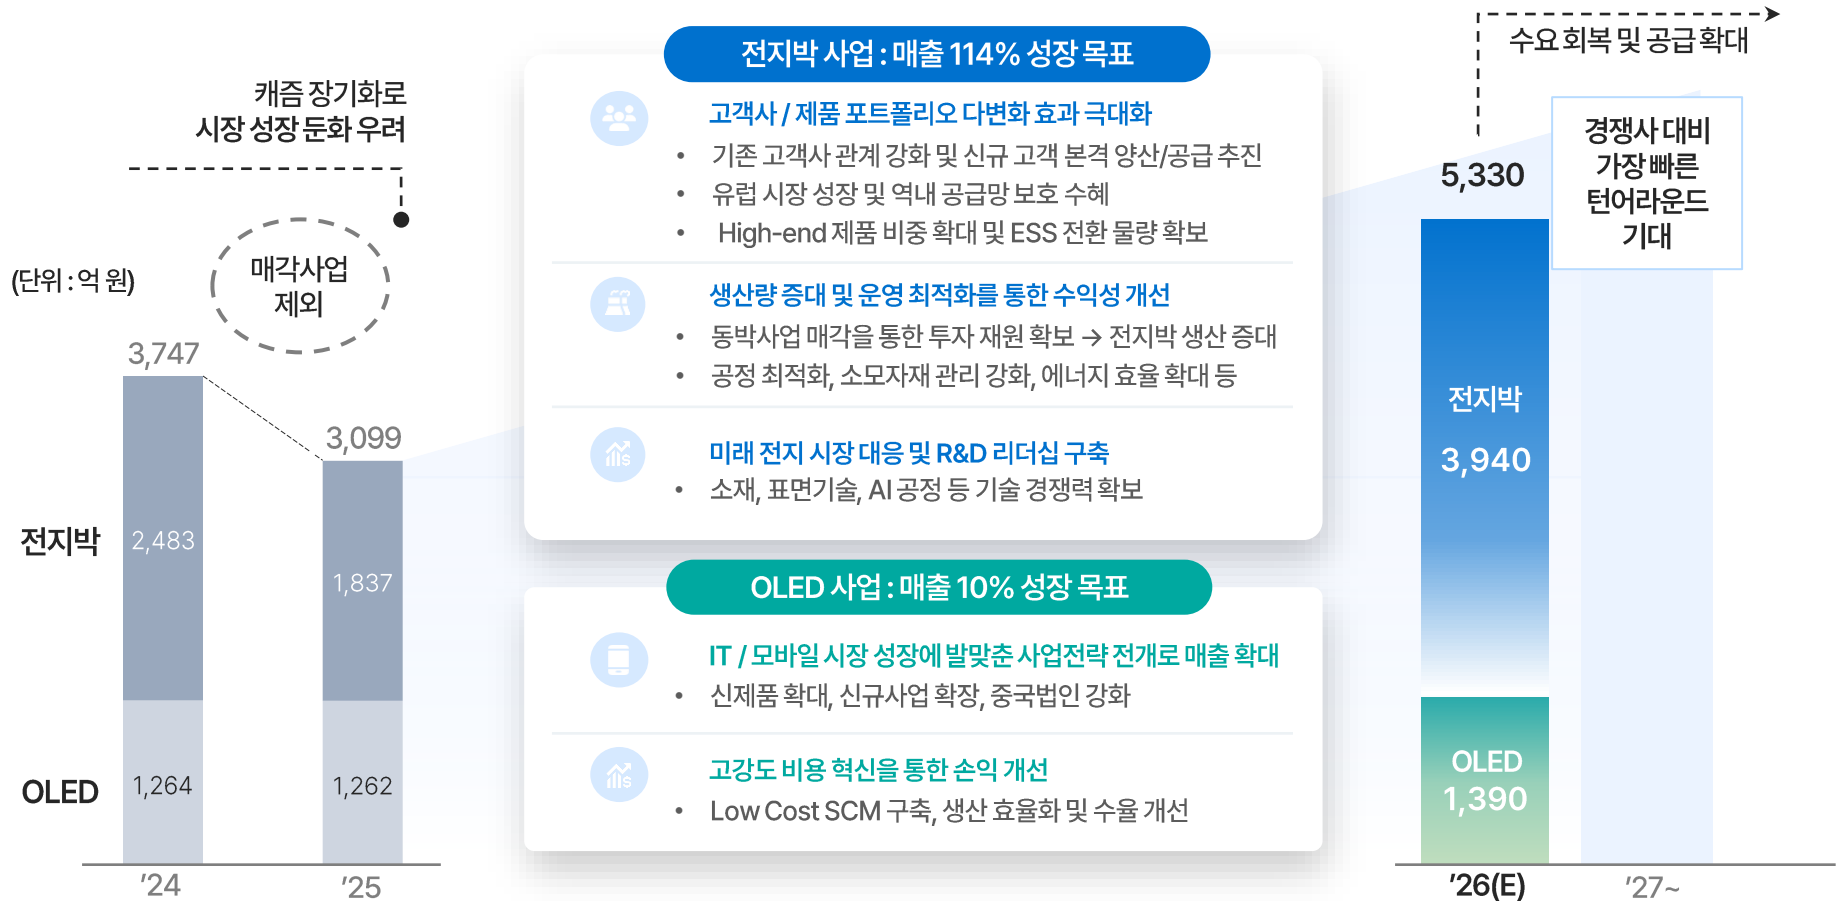 캐즘 장기화로
시장 성장 둔화 우려
매각사업
제외
(단위 : 억 원)
3,747
3,099
전지박
2,483
1,837
OLED
1,264
1,262
’24
’25
전지박 사업 : 매출 114% 성장 목표
고객사 / 제품 포트폴리오 다변화 효과 극대화
• 기존 고객사 관계 강화 및 신규 고객 본격 양산/공급 추진
• 유럽 시장 성장 및 역내 공급망 보호 수혜
• High-end 제품 비중 확대 및 ESS 전환 물량 확보
생산량 증대 및 운영 최적화를 통한 수익성 개선
• 동박사업 매각을 통한 투자 재원 확보 → 전지박 생산 증대
• 공정 최적화, 소모자재 관리 강화, 에너지 효율 확대 등
미래 전지 시장 대응 및 R&D 리더십 구축
• 소재, 표면기술, AI 공정 등 기술 경쟁력 확보
OLED 사업 : 매출 10% 성장 목표
IT / 모바일 시장 성장에 발맞춘 사업전략 전개로 매출 확대
• 신제품 확대, 신규사업 확장, 중국법인 강화
고강도 비용 혁신을 통한 손익 개선
• Low Cost SCM 구축, 생산 효율화 및 수율 개선
수요 회복 및 공급 확대
경쟁사 대비
가장 빠른
턴어라운드
기대
5,330
전지박
3,940
OLED
1,390
’26(E)
’27~